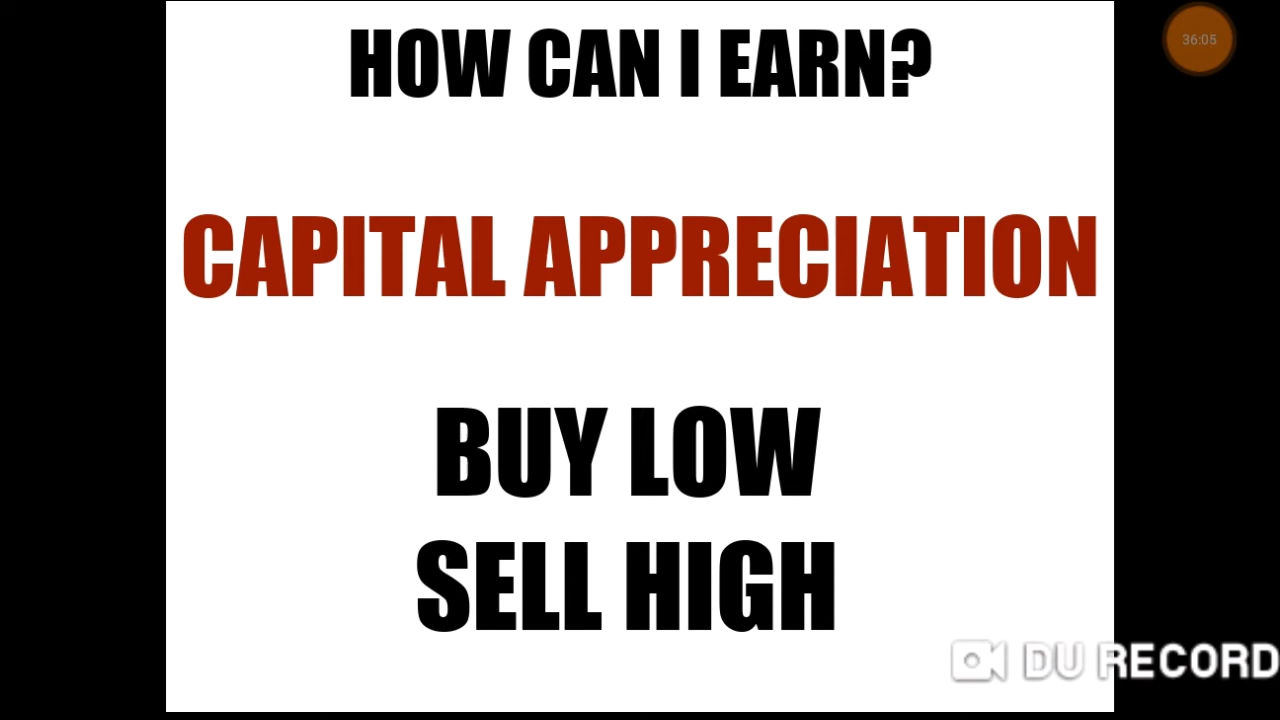 HOW CAN I EARN?
36:05
CAPITAL APPRECIATION
BUY LOW
SELL HIGH
DU RECORD